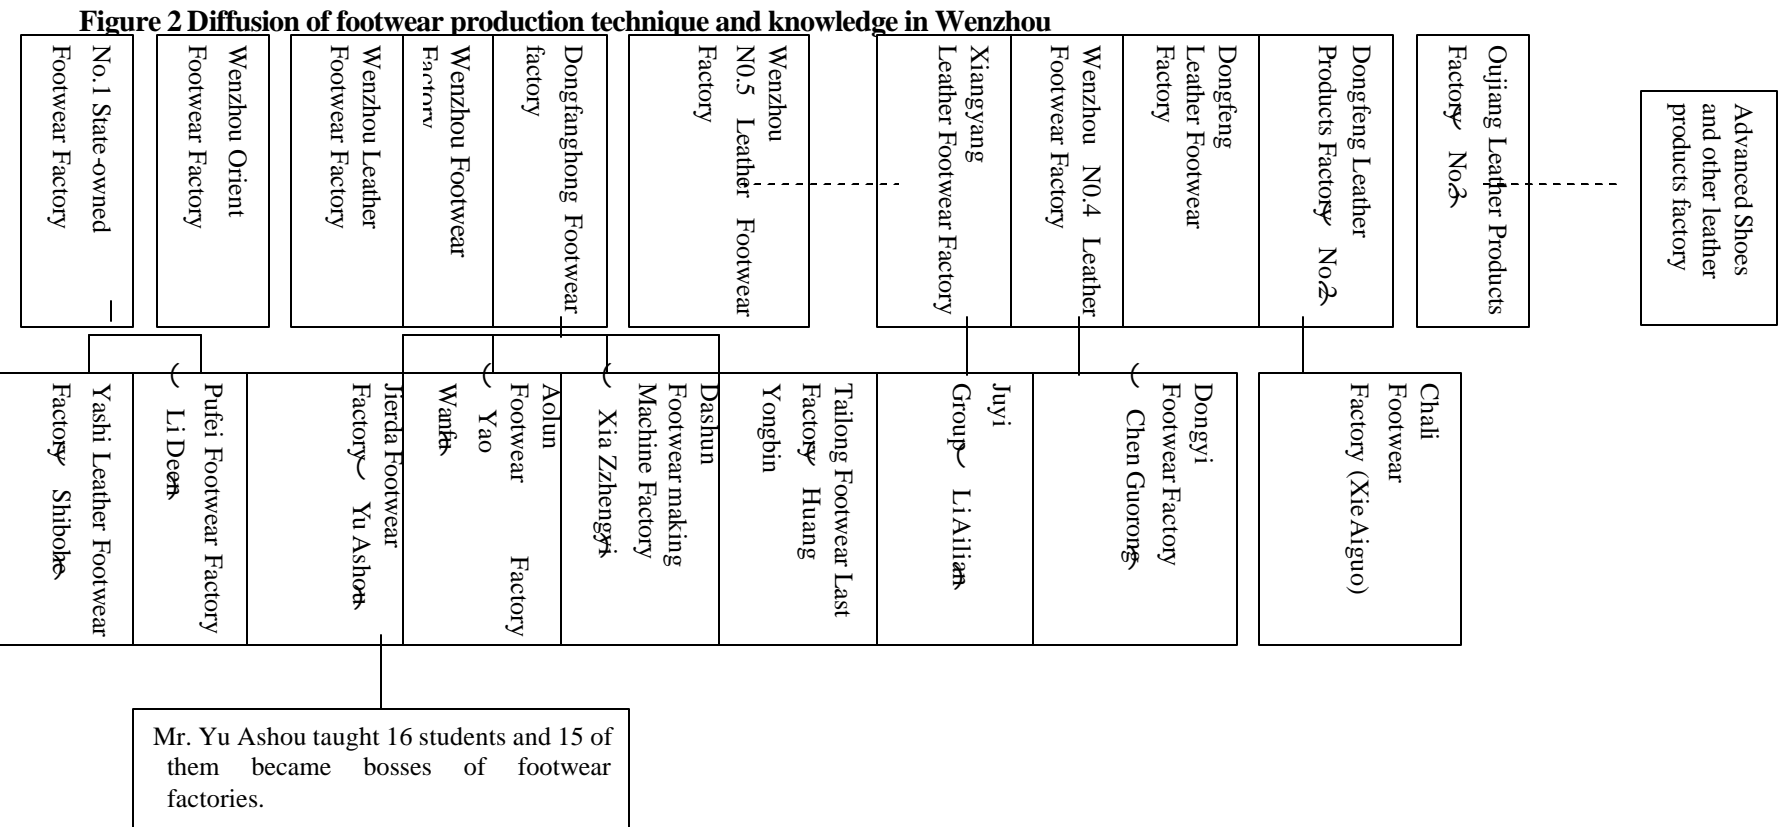 Figure 2 Diffusion of footwear production technique and knowledge in Wenzhou
No.1 State-owned
Footwear Factory
Wenzhou Orient
Footwear Factory
Wenzhou Leather
Footwear Factory
Wenzhou Footwear
Factory
Dongfanghong Footwear
factory
Wenzhou
N0.5 Leather Footwear
Factory
Xiangyang
Leather Footwear Factory
Wenzhou N0.4 Leather
Footwear Factory
Dongfeng
Leather Footwear
Factory
Dongfeng Leather
Products Factory（No.2）
Oujiang Leather Products
Factory（No.3）
Advanced Shoes
and other leather
products factory
Yashi Leather Footwear
Factory（Shibohe）
Pufei Footwear Factory
（Li Deen）
Jierda Footwear
Factory（Yu Ashou）
Aolun
Footwear Factory
（Yao
Wanfu）
Dashun
Footwear making
Machine Factory
（Xia Zzhengyi）
Tailong Footwear Last
Factory（Huang
Yongbin
Juyi
Group（Li Ailian）
Dongyi
Footwear Factory
（Chen Guorong）
Chali
Footwear
Factory (Xie Aiguo)
Mr. Yu Ashou taught 16 students and 15 of
them became bosses of footwear
factories.